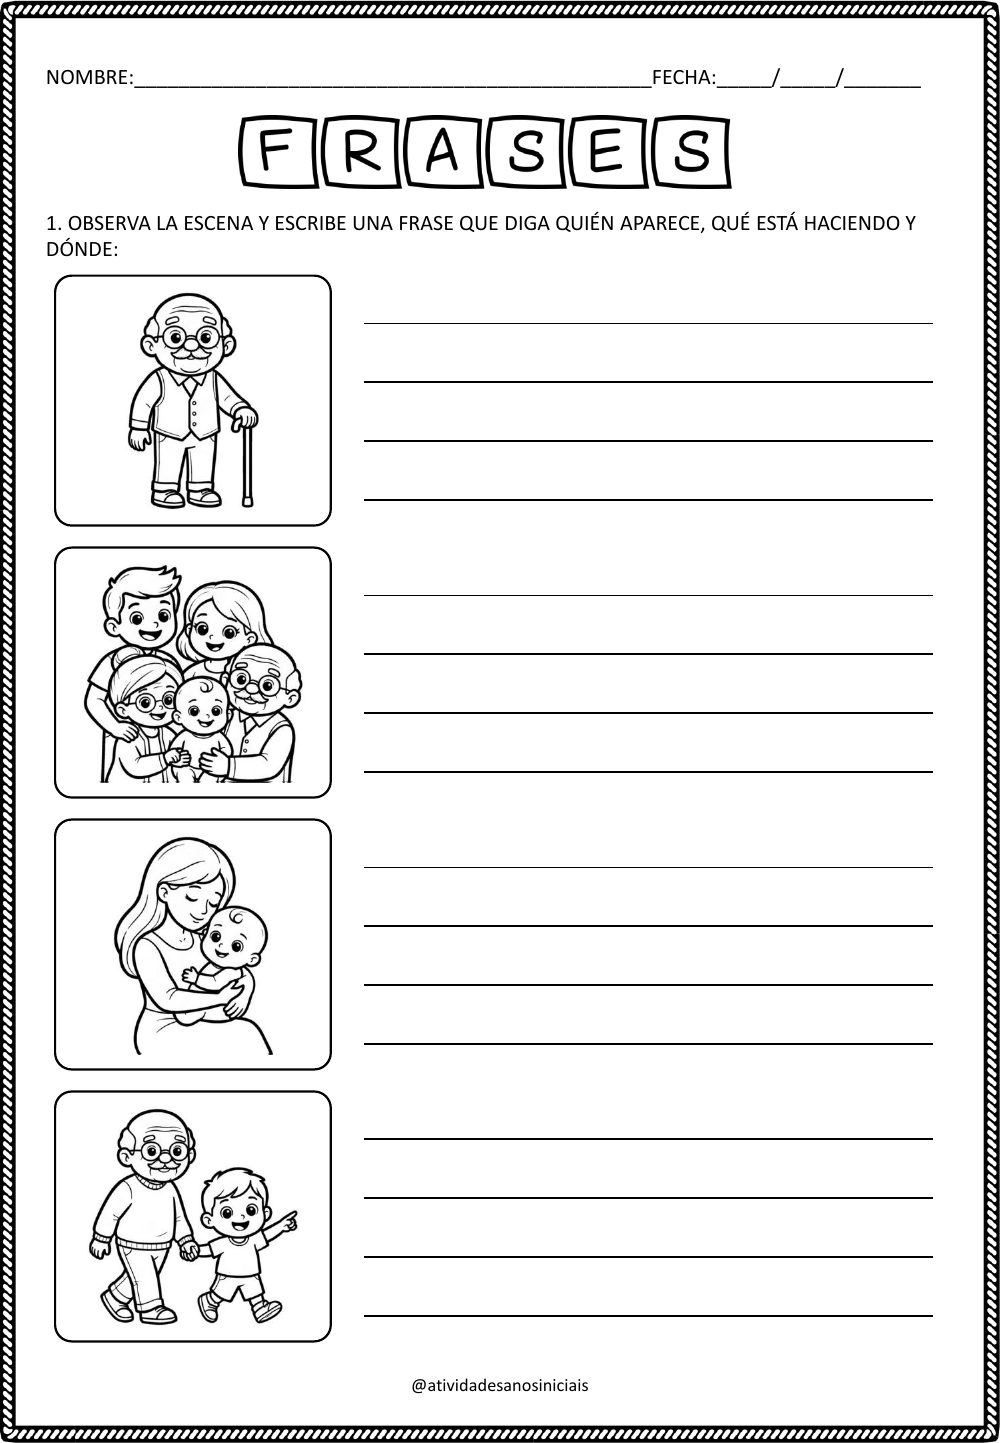 NOMBRE:_______________________________________________FECHA:_____/_____/_______
FRASES
1. OBSERVA LA ESCENA Y ESCRIBE UNA FRASE QUE DIGA QUIÉN APARECE, QUÉ ESTÁ HACIENDO Y
DÓNDE:
@atividadesanosiniciais